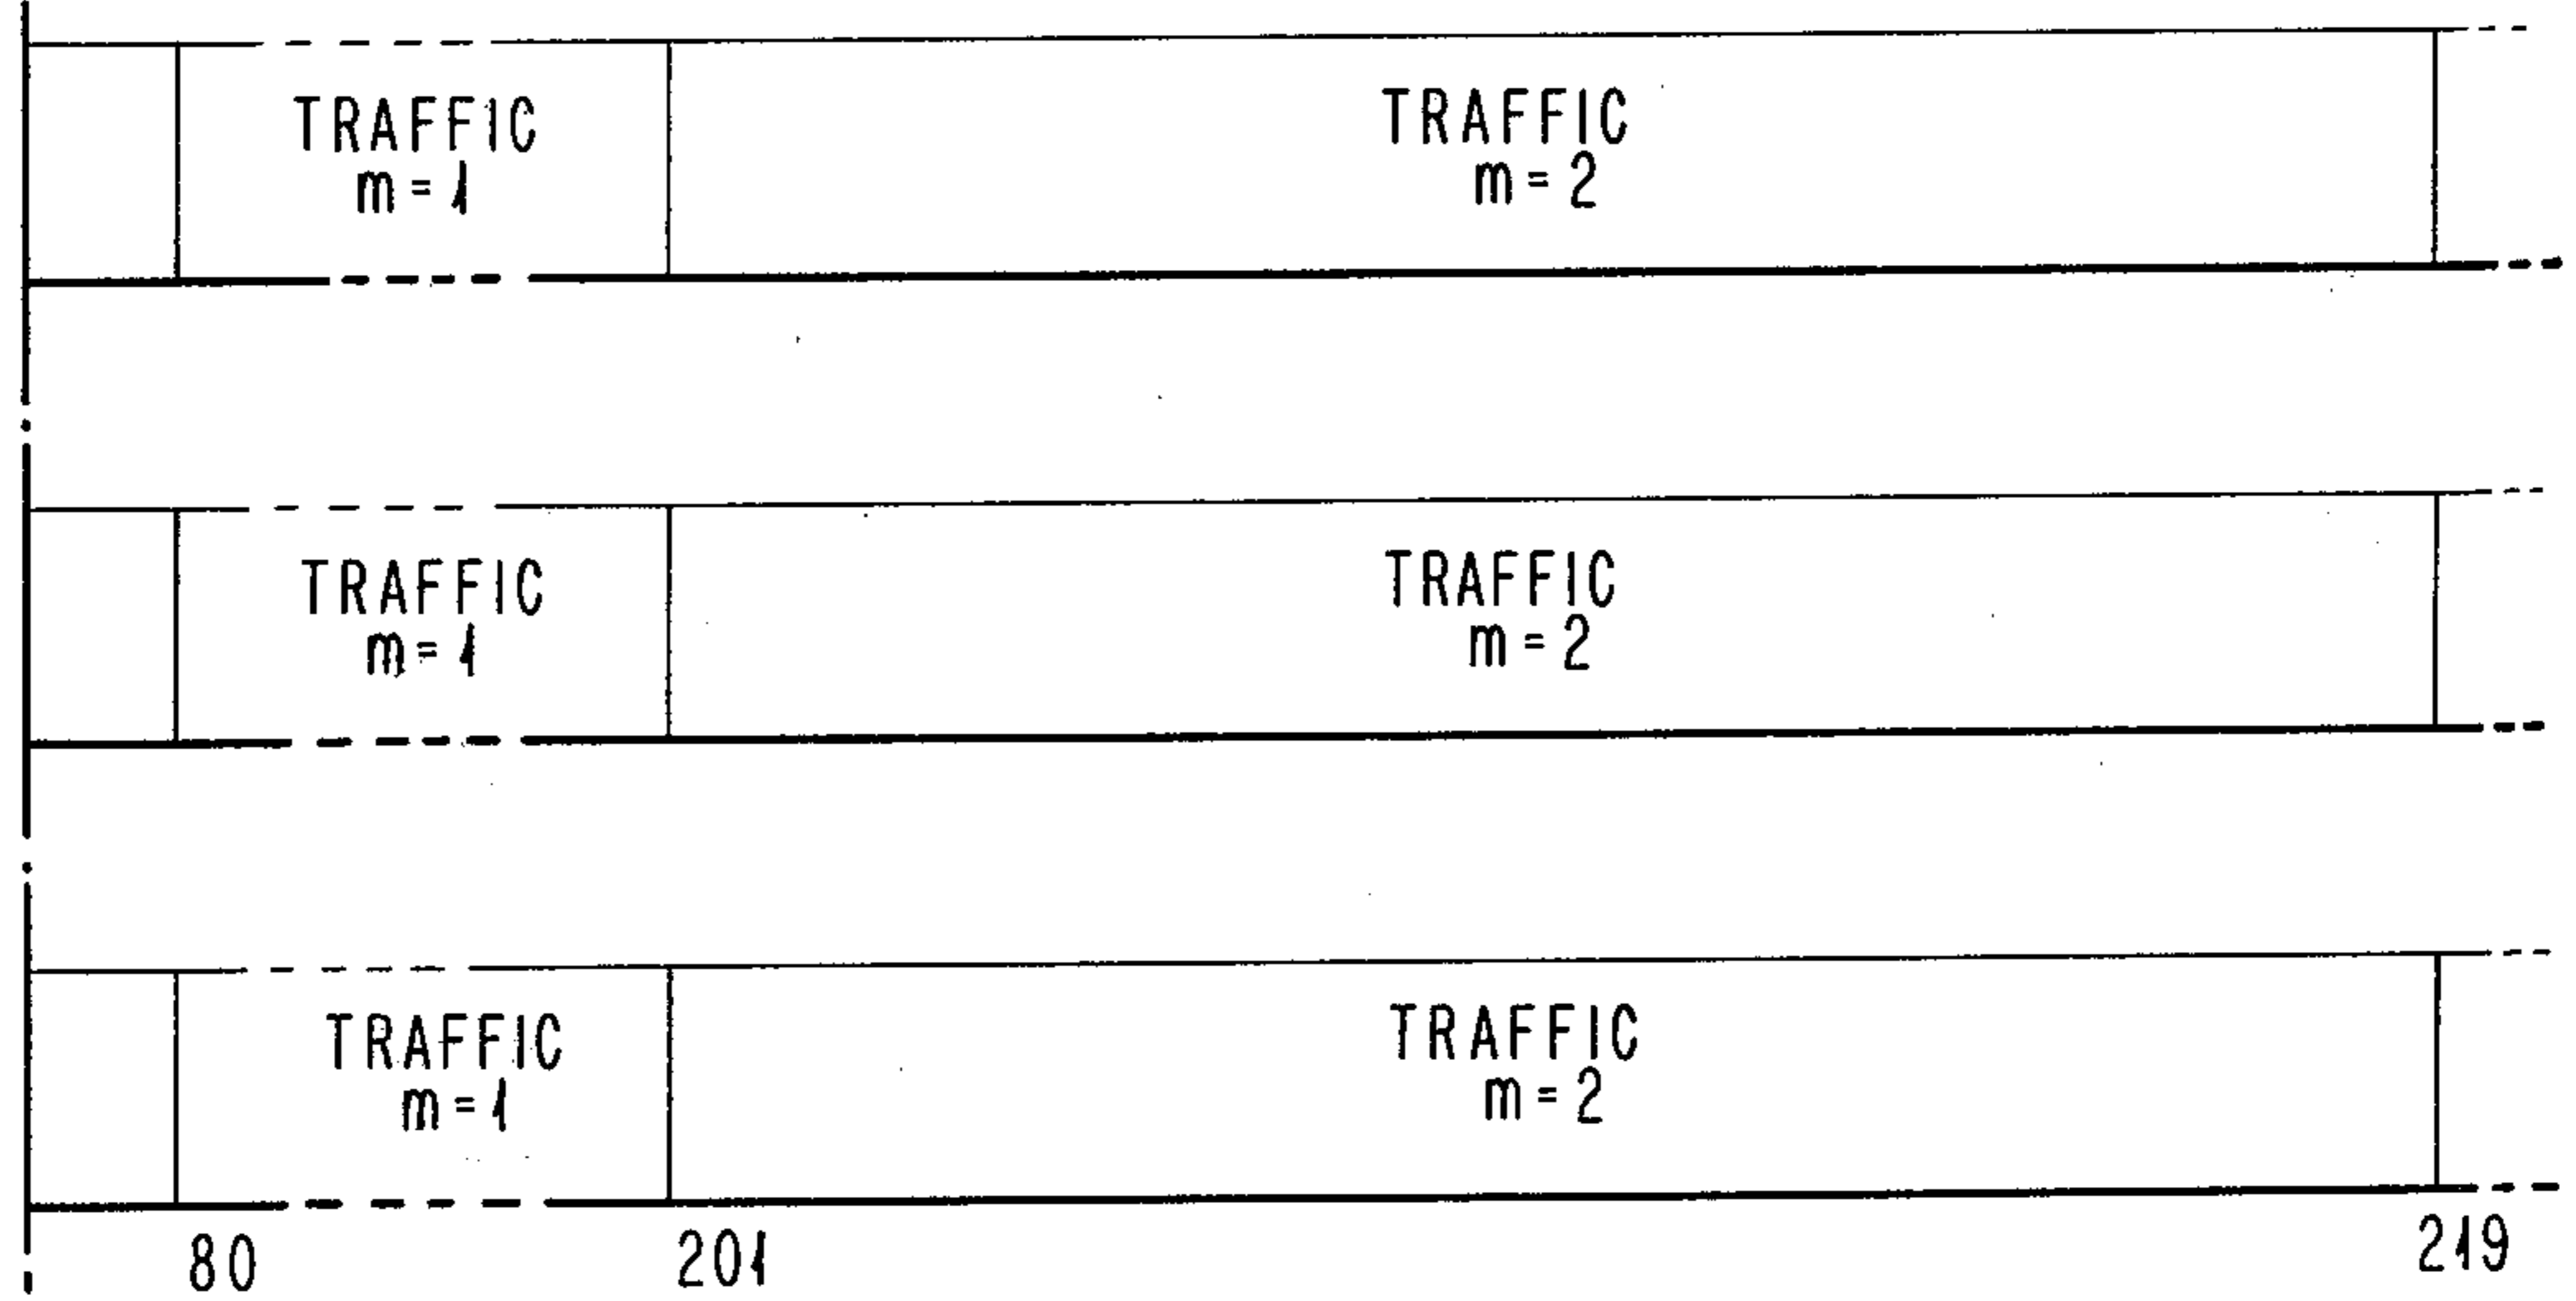 TRAFFIC
m = 1
TRAFFIC
m = 2
TRAFFIC
m = 1
TRAFFIC
m = 2
TRAFFIC
m = 1
TRAFFIC
m = 2
80
201
219